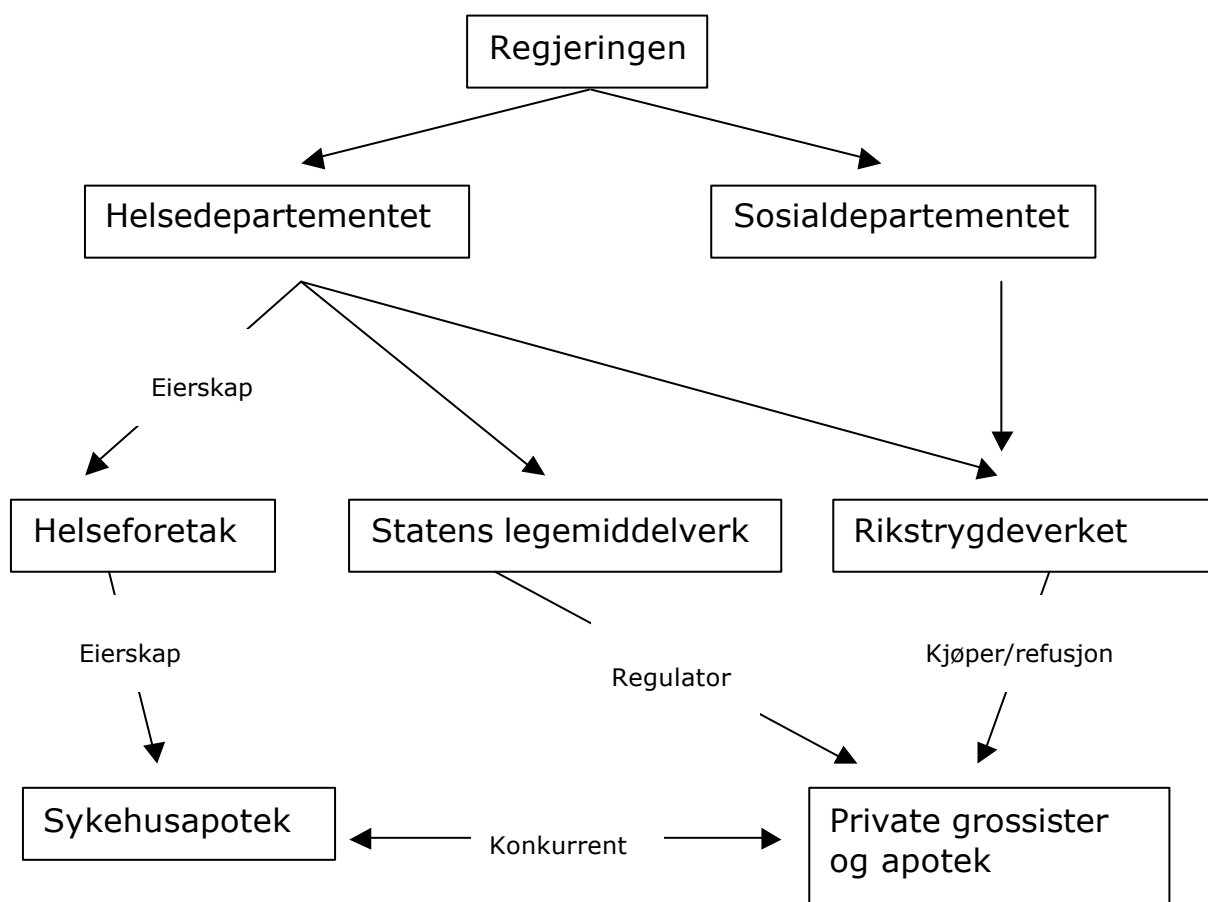 Regjeringen
Helsedepartementet
Sosialdepartementet
Eierskap
Helseforetak
Statens legemiddelverk
Rikstrygdeverket
Eierskap
Regulator
Kjøper/refusjon
Sykehusapotek
Konkurrent
Private grossister
og apotek